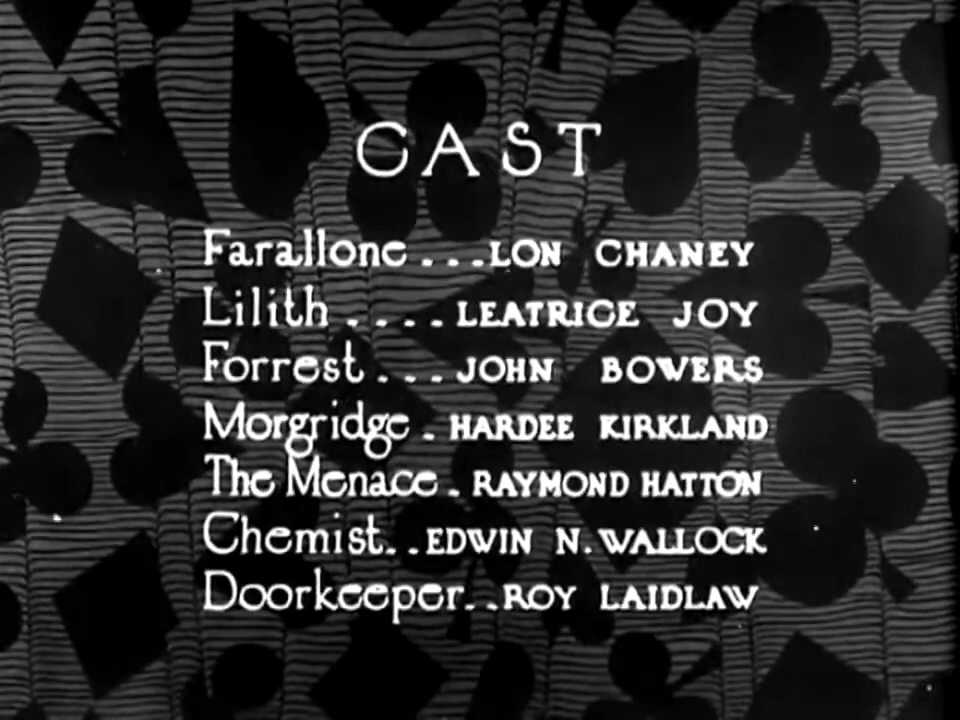 CAST
Farallone...LON CHANEY
Lilith....LEATRICE JOY
Forrest...JOHN BOWERS
Morgridge.HARDEE KIRKLAND
The Menace.RAYMOND HATTON
Chemist..EDWIN N. WALLOCK
Doorkeeper..ROY LAIDLAW